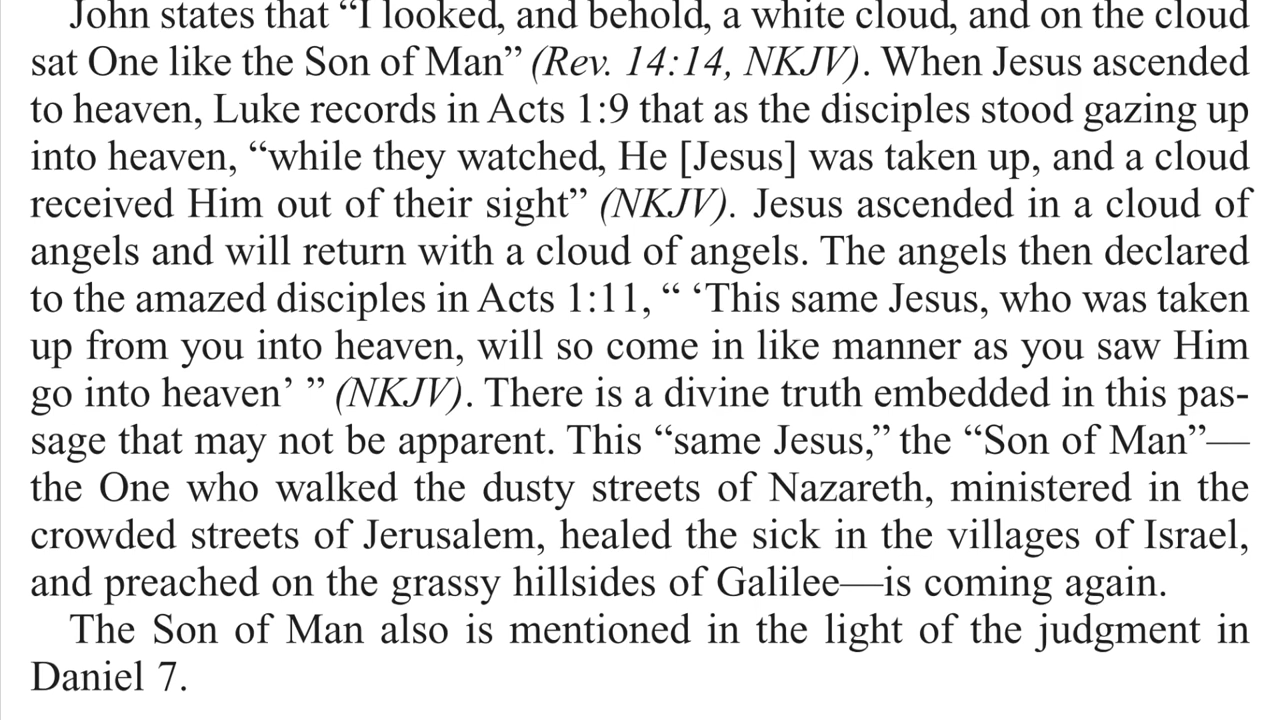 John states that “I looked, and behold, a white cloud, and on the cloud
sat One like the Son of Man” (Rev. 14:14, NKJV). When Jesus ascended
to heaven, Luke records in Acts 1:9 that as the disciples stood gazing up
into heaven, “while they watched, He [Jesus] was taken up, and a cloud
received Him out of their sight” (NKJV). Jesus ascended in a cloud of
angels and will return with a cloud of angels. The angels then declared
to the amazed disciples in Acts 1:11, “ ‘This same Jesus, who was taken
up from you into heaven, will so come in like manner as you saw Him
go into heaven’ ” (NKJV). There is a divine truth embedded in this pas-
sage that may not be apparent. This “same Jesus,” the “Son of Man”—
the One who walked the dusty streets of Nazareth, ministered in the
crowded streets of Jerusalem, healed the sick in the villages of Israel,
and preached on the grassy hillsides of Galilee—is coming again.
The Son of Man also is mentioned in the light of the judgment in
Daniel 7.